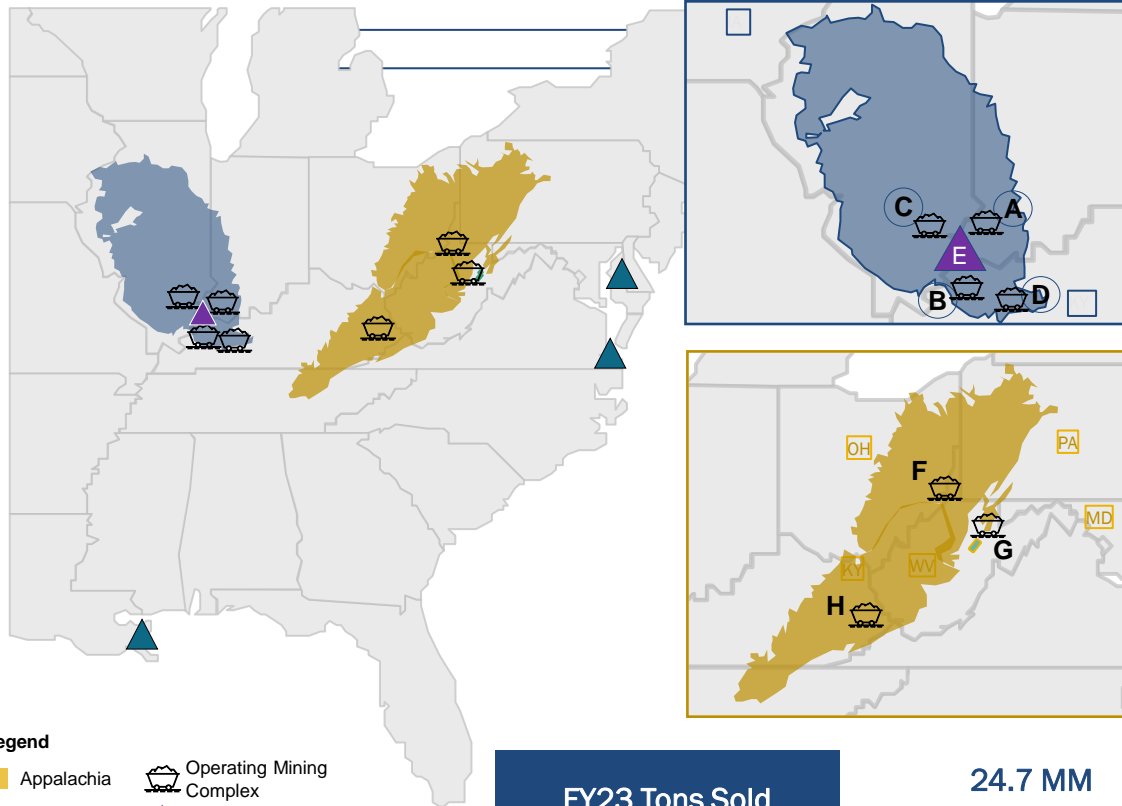 C
A
E
B
D
OH
PA
F
MD
G
KY
WV
H
egend
Appalachia
Operating Mining
Complex
FY23 Tons Sold
24.7 MM